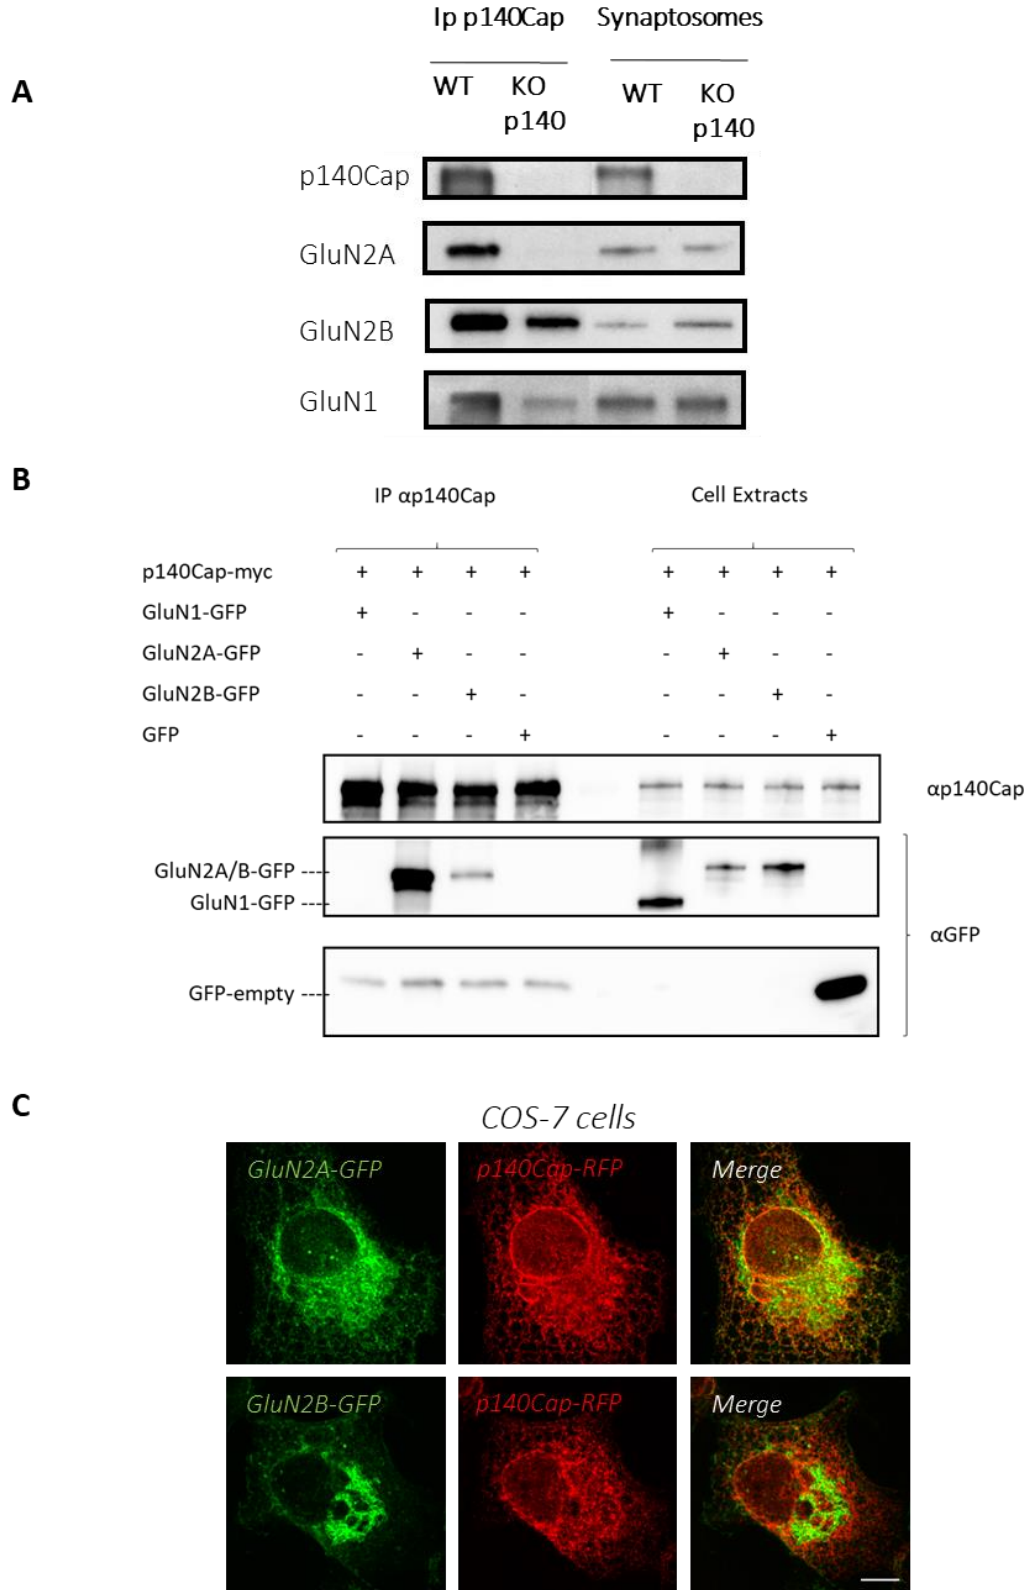 Ip p140Cap Synaptosomes
A
WT KO WT KO
p140 p140
p140Cap
GluN2A
GluN2B
GluN1
B
IP αp140Cap Cell Extracts
p140Cap-myc + + + + + + + +
GluN1-GFP + - - - + - - -
GluN2A-GFP - + - - - + - -
GluN2B-GFP - - + - - - + -
GFP - - - + - - - +
αp140Cap
GluN2A/B-GFP ---
GluN1-GFP ---
αGFP
GFP-empty ---
C
COS-7 cells
GluN2A-GFP p140Cap-RFP Merge
GluN2B-GFP p140Cap-RFP Merge